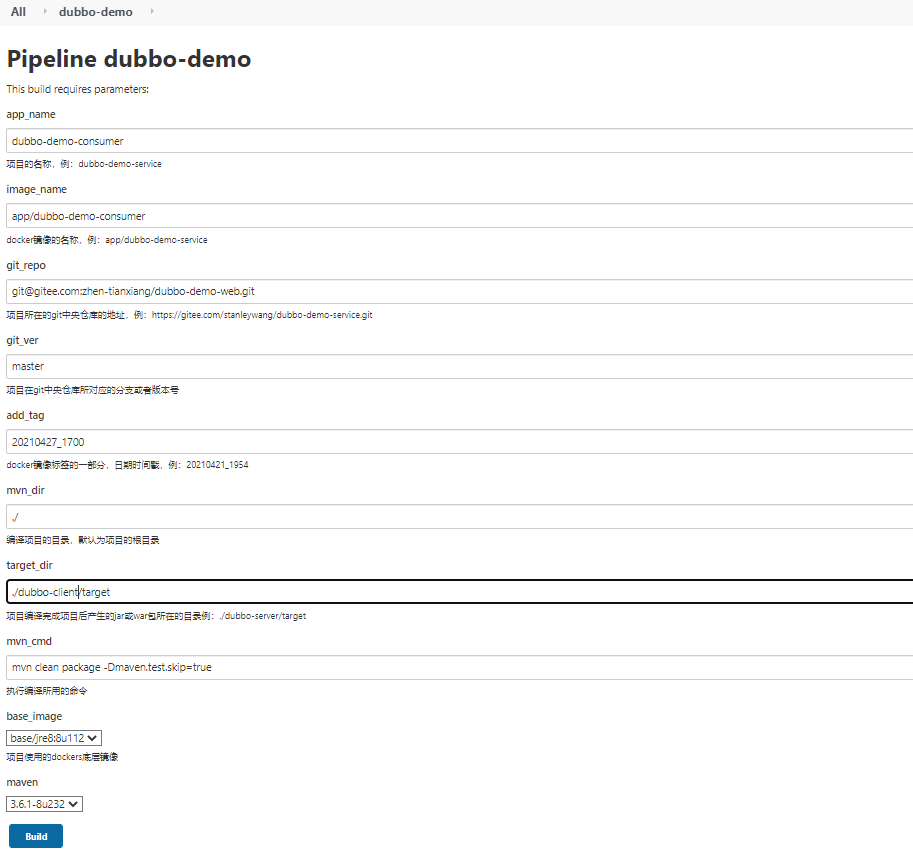 All dubbo-demo
Pipeline dubbo-demo
This build requires parameters:
app_name
dubbo-demo-consumer
项目的名称，例：dubbo-demo-service
image_name
app/dubbo-demo-consumer
docker镜像的名称，例：app/dubbo-demo-service
git_repo
git@gitee.com:zhen-tianxiang/dubbo-demo-web.git
项目所在的git中央仓库的地址，例：https://gitee.com/stanleywang/dubbo-demo-service.git
git_ver
master
项目在git中央仓库所对应的分支或者版本号
add_tag
20210427_1700
docker镜像标签的一部分，日期时间戳，例：20210421_1954
mvn_dir
./
编译项目的目录，默认为项目的根目录
target_dir
./dubbo-client/target
项目编译完成项目后产生的jar或war包所在的目录例：./dubbo-server/target
mvn_cmd
mvn clean package -Dmaven.test.skip=true
执行编译所用的命令
base_image
base/jre8:8u112
项目使用的dockers底层镜像
maven
3.6.1-8u232
Build